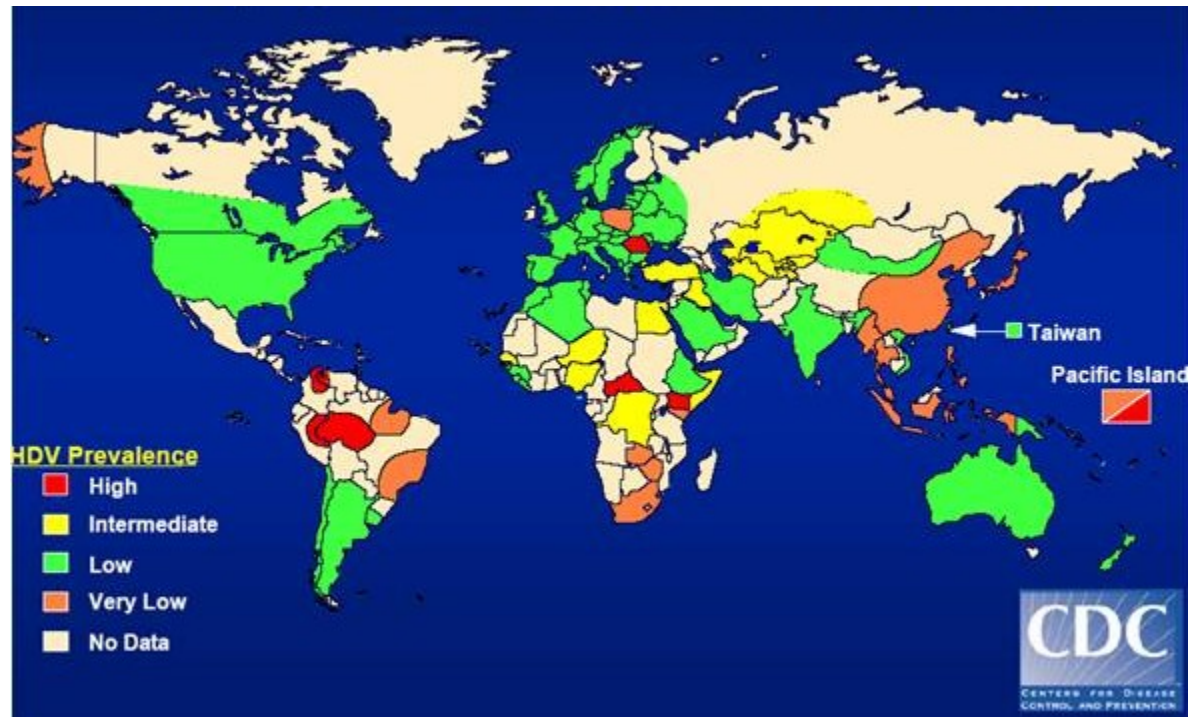 Taiwan
Pacific Island
HDV Prevalence
High
Intermediate
Low
Very Low
No Data
CDC
CENTERS FOR DISEASE
CONTROL AND PREVENTION